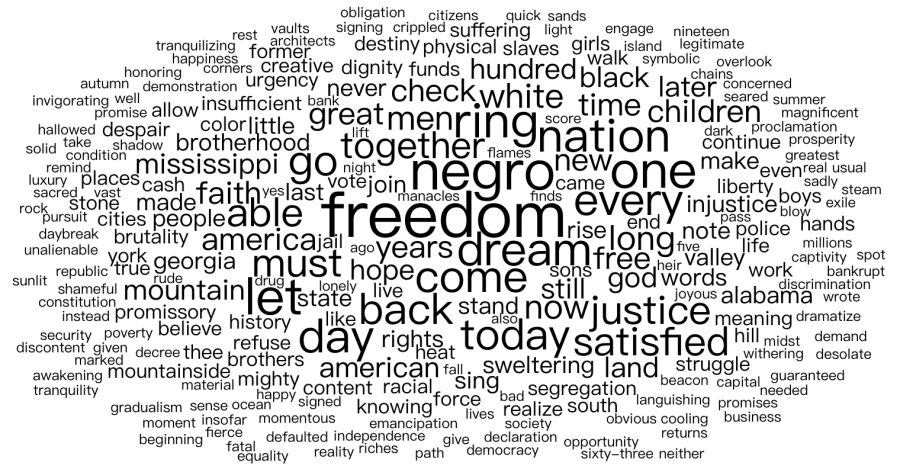 obligation citizens quick sands
rest vaults signing crippled suffering light engage nineteen
tranquilizing architects former destiny physical slaves girls island legitimate
happiness corners creative dignity funds hundred walk symbolic overlook
honoring demonstration urgency never check black later chains concerned
autumn
invigorating well insufficient bank white time children seared summer
promise allow great men ring score magnificent
hallowed despair color little lift nation dark proclamation
solid take shadow brotherhood together flames continue prosperity
remind condition mississippi go night negro new one make greatest
luxury places cash faith yes last vote join came even real usual
sacred vast manacles finds every liberty boys sadly steam
rock stone made able freedom injustice blow exile
pursuit cities people rise end note pass police hands
daybreak brutality america jail ago years dream long five life millions
unalienable york free valley captivity spot
republic true georgia must hope come sons god heir words work bankrupt
sunlit rude drug lonely discrimination
shameful mountain let state live still joyous alabama wrote
constitution
instead promissory like back stand now justice meaning dramatize
believe history day also today
security poverty refuse rights satisfied hill midst demand
discontent given decree thee heat withering desolate
marked brothers american fall sweltering land struggle
awakening mountainside mighty sing beacon capital guaranteed
tranquility material content racial segregation needed
happy signed force bad languishing promises
gradualism sense ocean knowing lives realize south business
moment insofar momentous emancipation society obvious cooling
beginning fierce defaulted independence give declaration opportunity returns
fatal equality reality riches path democracy sixty-three neither